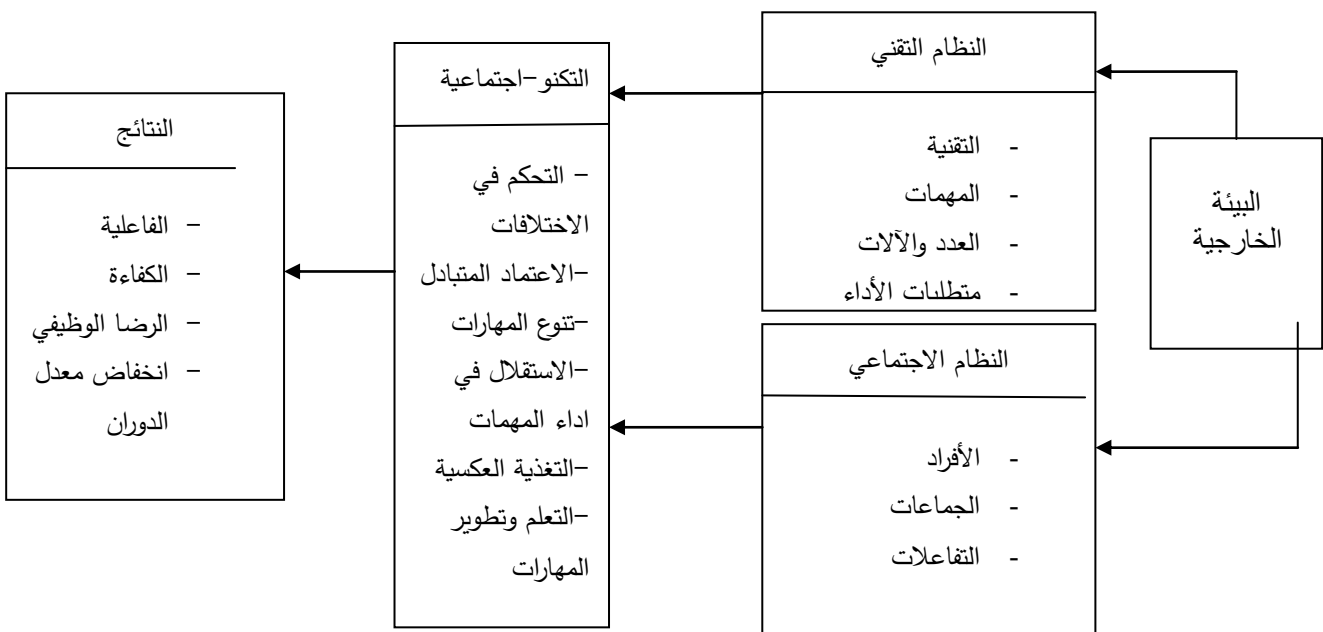 البيئة
الخارجية
النظام التقني
- التقنية
- المهمات
- العدد والآلات
- متطلبات الأداء
النظام الاجتماعي
- الأفراد
- الجماعات
- التفاعلات
التكنو-اجتماعية
- التحكم في
الاختلافات
-الاعتماد المتبادل
-تنوع المهارات
-الاستقلال في
اداء المهمات
-التغذية العكسية
-التعلم وتطوير
المهارات
النتائج
- الفاعلية
- الكفاءة
- الرضا الوظيفي
- انخفاض معدل
الدوران